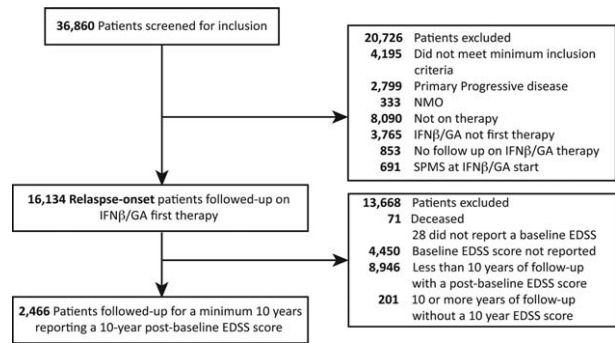 36,860 Patients screened for inclusion
20,726 Patients excluded
4,195 Did not meet minimum inclusion
criteria
2,799 Primary Progressive disease
333 NMO
8,090 Not on therapy
3,765 IFNβ/GA not first therapy
853 No follow up on IFNβ/GA therapy
691 SPMS at IFNβ/GA start
16,134 Relaspse-onset patients followed-up on
IFNβ/GA first therapy
13,668 Patients excluded
71 Deceased
28 did not report a baseline EDSS
4,450 Baseline EDSS score not reported
8,946 Less than 10 years of follow-up
with a post-baseline EDSS score
201 10 or more years of follow-up
without a 10 year EDSS score
2,466 Patients followed-up for a minimum 10 years
reporting a 10-year post-baseline EDSS score